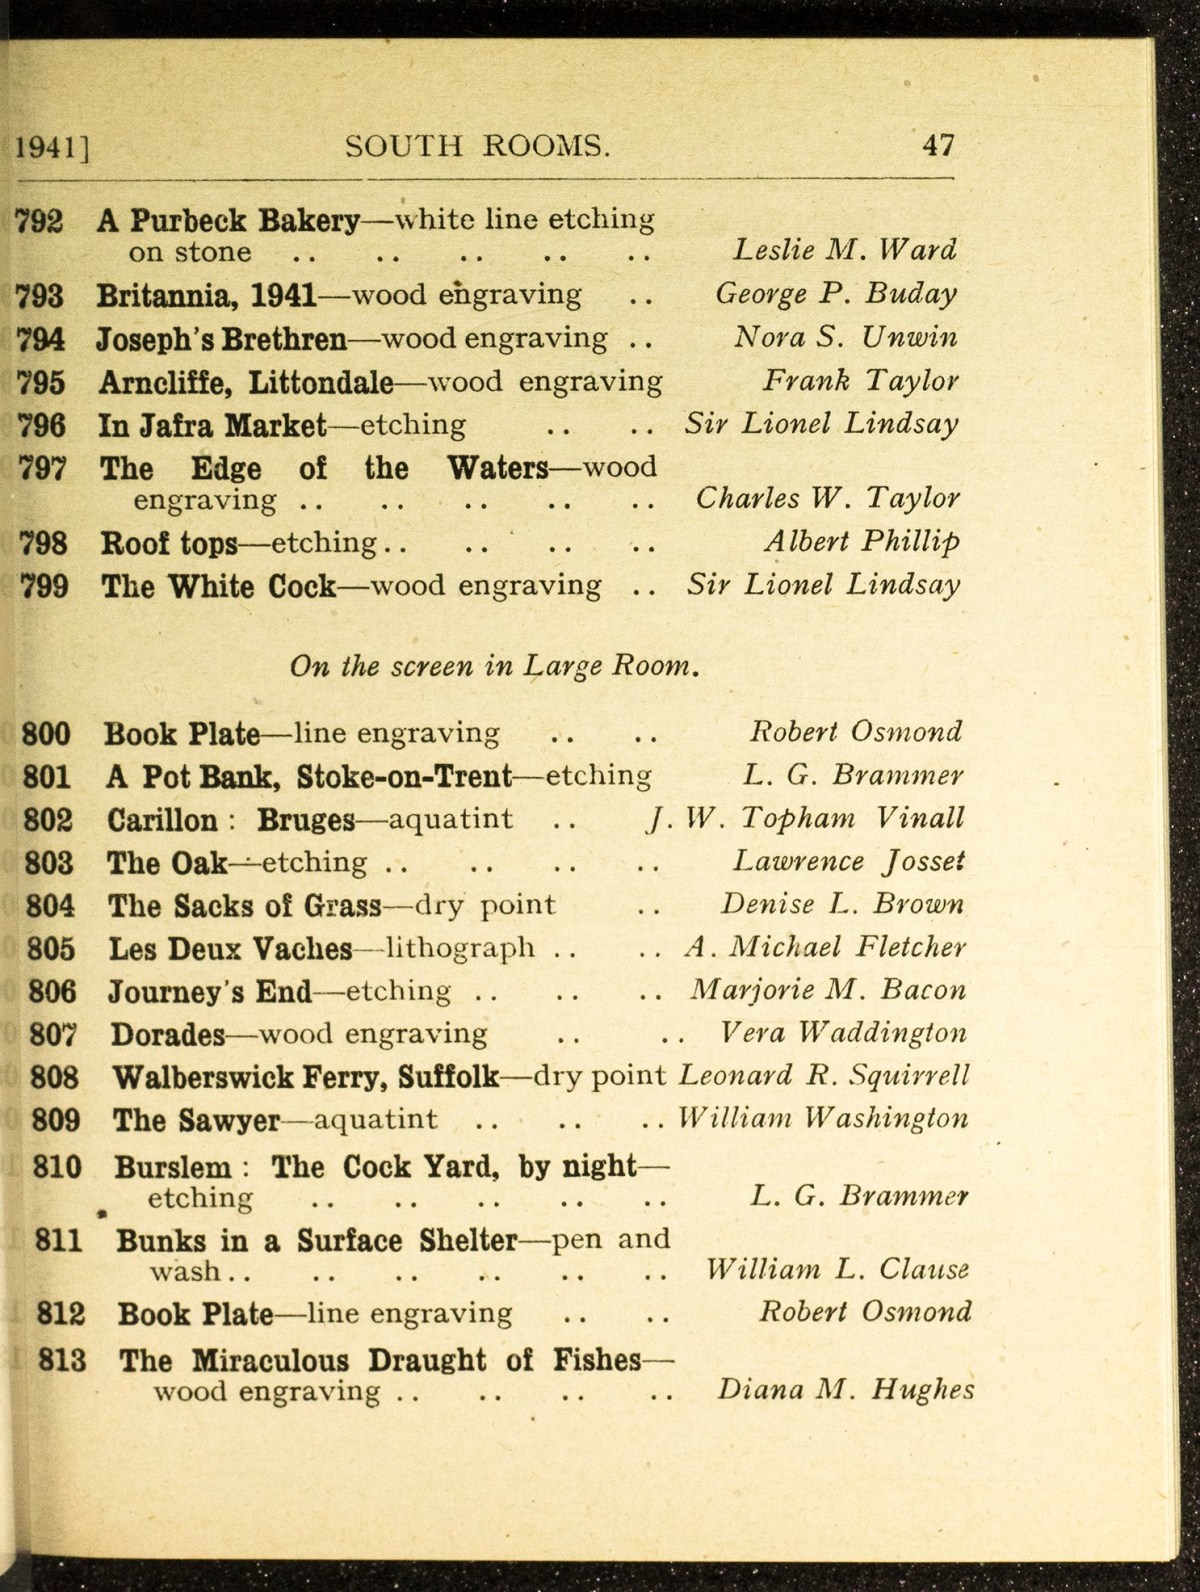 1941] SOUTH ROOMS. 47
792 A Purbeck Bakery—white line etching
on stone .. .. .. .. .. Leslie M. Ward
793 Britannia, 1941—wood engraving .. George P. Buday
794 Joseph's Brethren—wood engraving .. Nora S. Unwin
795 Arncliffe, Littondale—wood engraving Frank Taylor
796 In Jafra Market—etching .. .. Sir Lionel Lindsay
797 The Edge of the Waters—wood
engraving .. .. .. .. .. Charles W. Taylor
798 Roof tops—etching .. .. .. .. Albert Phillip
799 The White Cock—wood engraving .. Sir Lionel Lindsay
On the screen in Large Room.
800 Book Plate—line engraving .. .. Robert Osmond
801 A Pot Bank, Stoke-on-Trent—etching L. G. Brammer
802 Carillon : Bruges—aquatint .. J. W. Topham Vinall
803 The Oak—etching .. .. .. .. Lawrence Josset
804 The Sacks of Grass—dry point .. Denise L. Brown
805 Les Deux Vaches—lithograph .. .. A. Michael Fletcher
806 Journey's End—etching .. .. .. Marjorie M. Bacon
807 Dorades—wood engraving .. .. Vera Waddington
808 Walberswick Ferry, Suffolk—dry point Leonard R. Squirrell
809 The Sawyer—aquatint .. .. .. William Washington
810 Burslem : The Cock Yard, by night—
etching .. .. .. .. .. L. G. Brammer
811 Bunks in a Surface Shelter—pen and
wash .. .. .. .. .. .. William L. Clause
812 Book Plate—line engraving .. .. Robert Osmond
813 The Miraculous Draught of Fishes—
wood engraving .. .. .. .. Diana M. Hughes